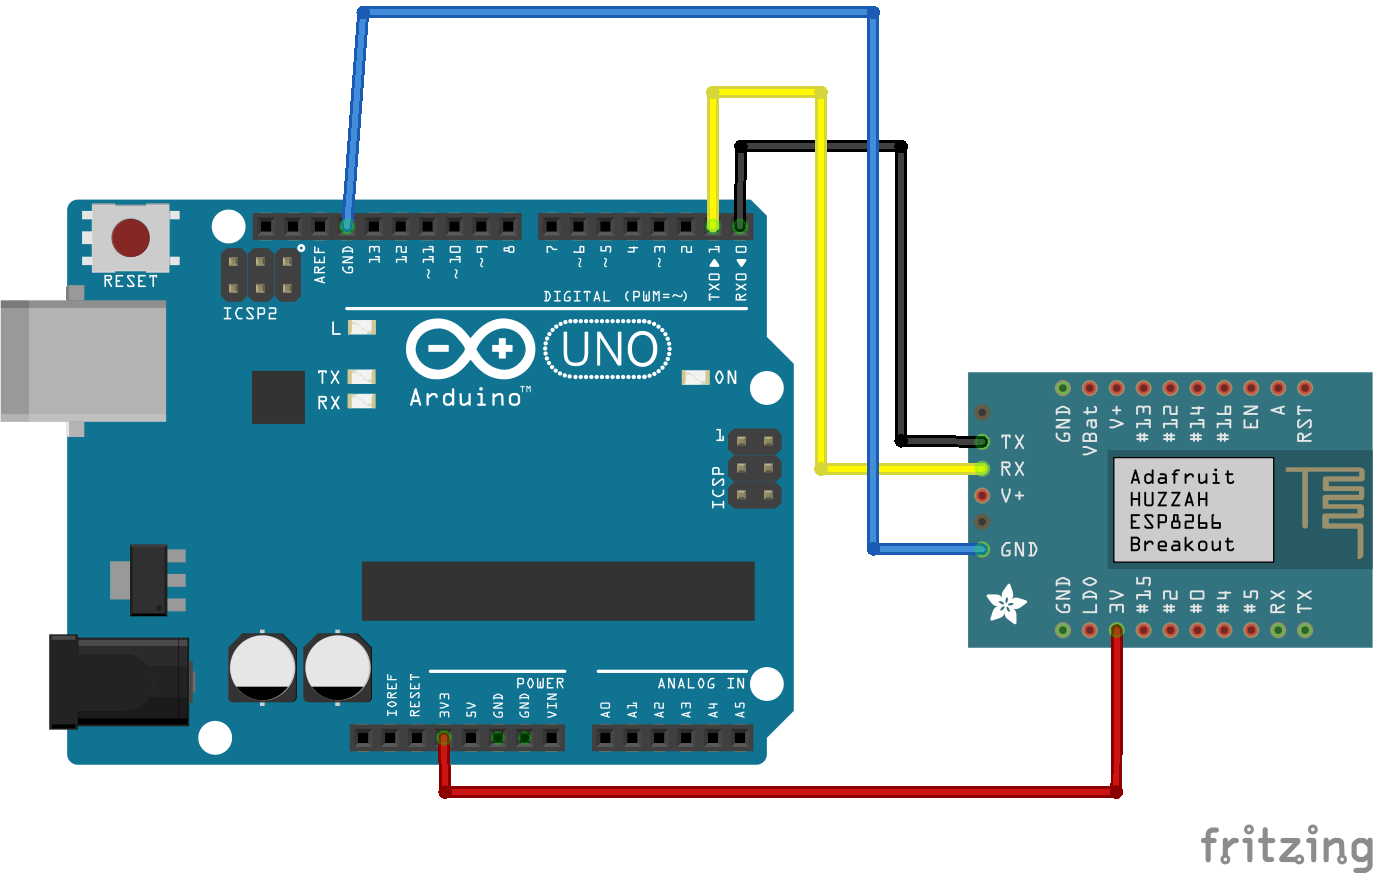 RESET
ICSP2
AREF
GND
13
12
~11
~10
~9
8
7
~6
~5
4
~3
2
TX0▶1
RX0◀0
DIGITAL (PWM=~)
L
TX
RX
UNO
Arduino™
ON
1
ICSP
IOREF
RESET
3V3
5V
GND
GND
VIN
POWER
ANALOG IN
A0
A1
A2
A3
A4
A5
GND
VBat
V+
#13
#12
#14
#16
EN
A
RST
TX
RX
V+
GND
Adafruit
HUZZAH
ESP8266
Breakout
GND
LDO
3V
#15
#2
#0
#4
#5
RX
TX
fritzing